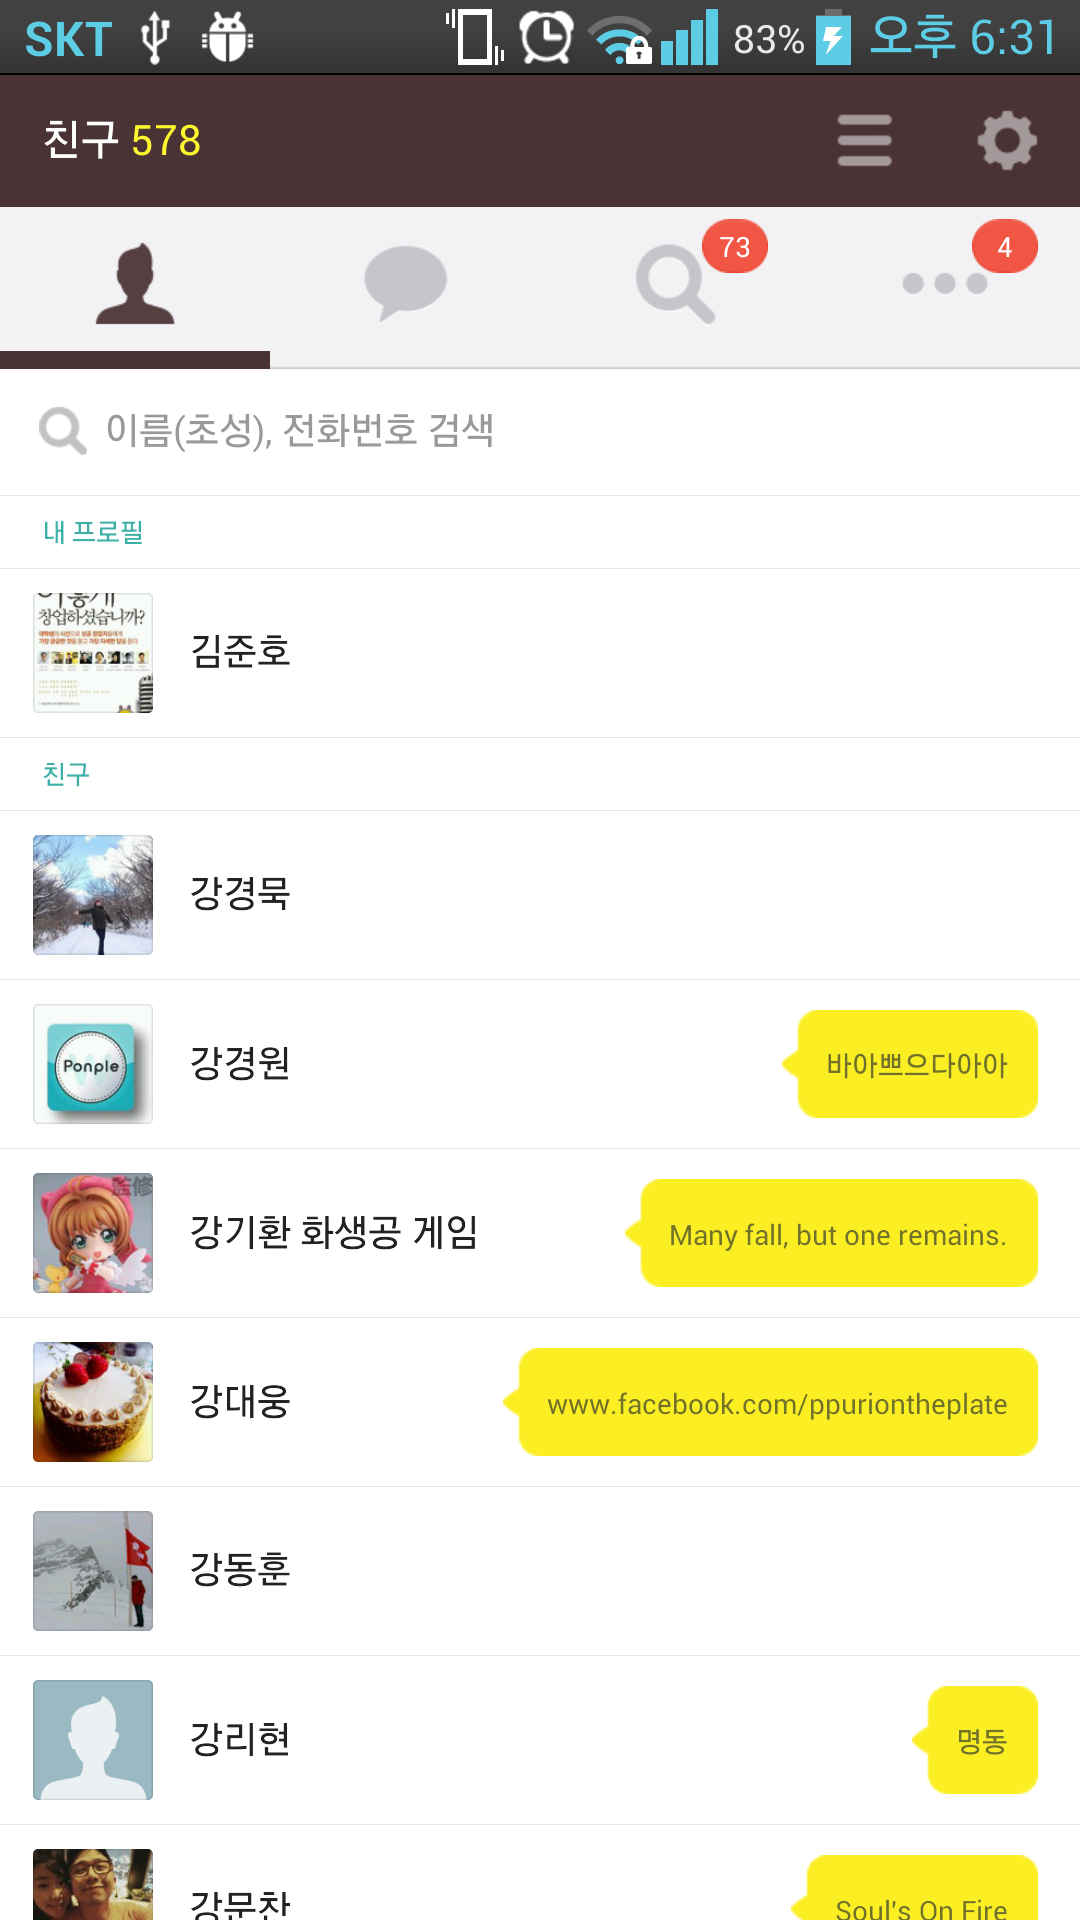 SKT 83% 오후 6:31
친구 578
73 4
이름(초성), 전화번호 검색
내 프로필
창업하셨습니까?
김준호
친구
강경묵
Ponple
강경원 바아쁘으다아아
監修
강기환 화생공 게임 Many fall, but one remains.
강대웅 www.facebook.com/ppuriontheplate
강동훈
강리현 명동
강문찬 Soul's On Fire